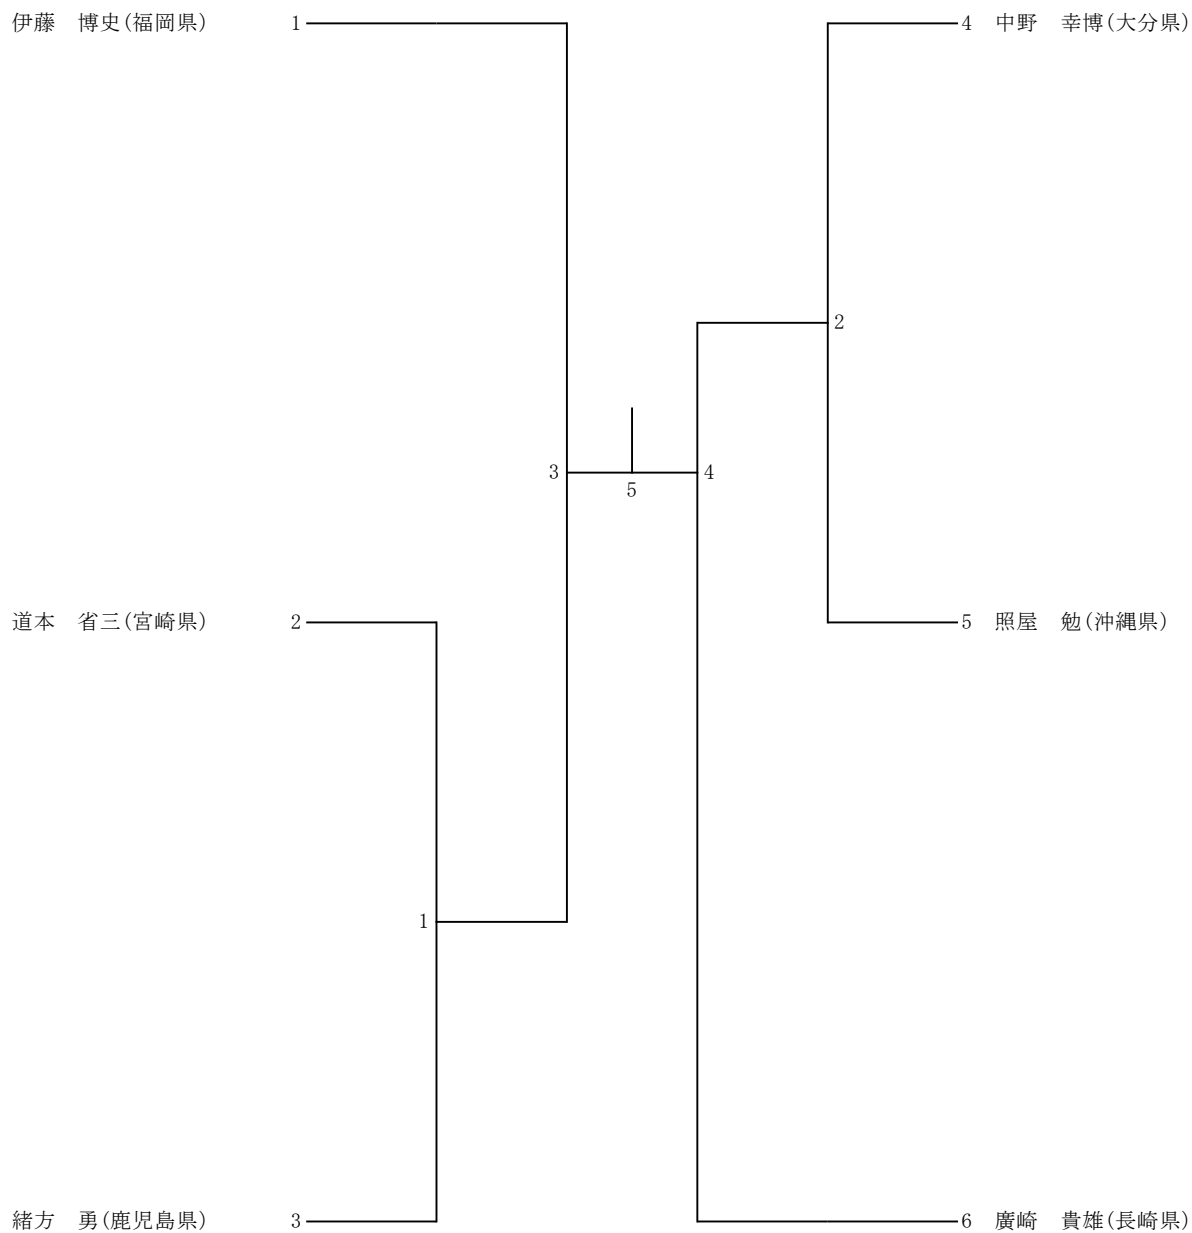 伊藤　博史(福岡県)　1
4　中野　幸博(大分県)
2
3
4
5
道本　省三(宮崎県)　2
5　照屋　勉(沖縄県)
1
緒方　勇(鹿児島県)　3
6　廣崎　貴雄(長崎県)